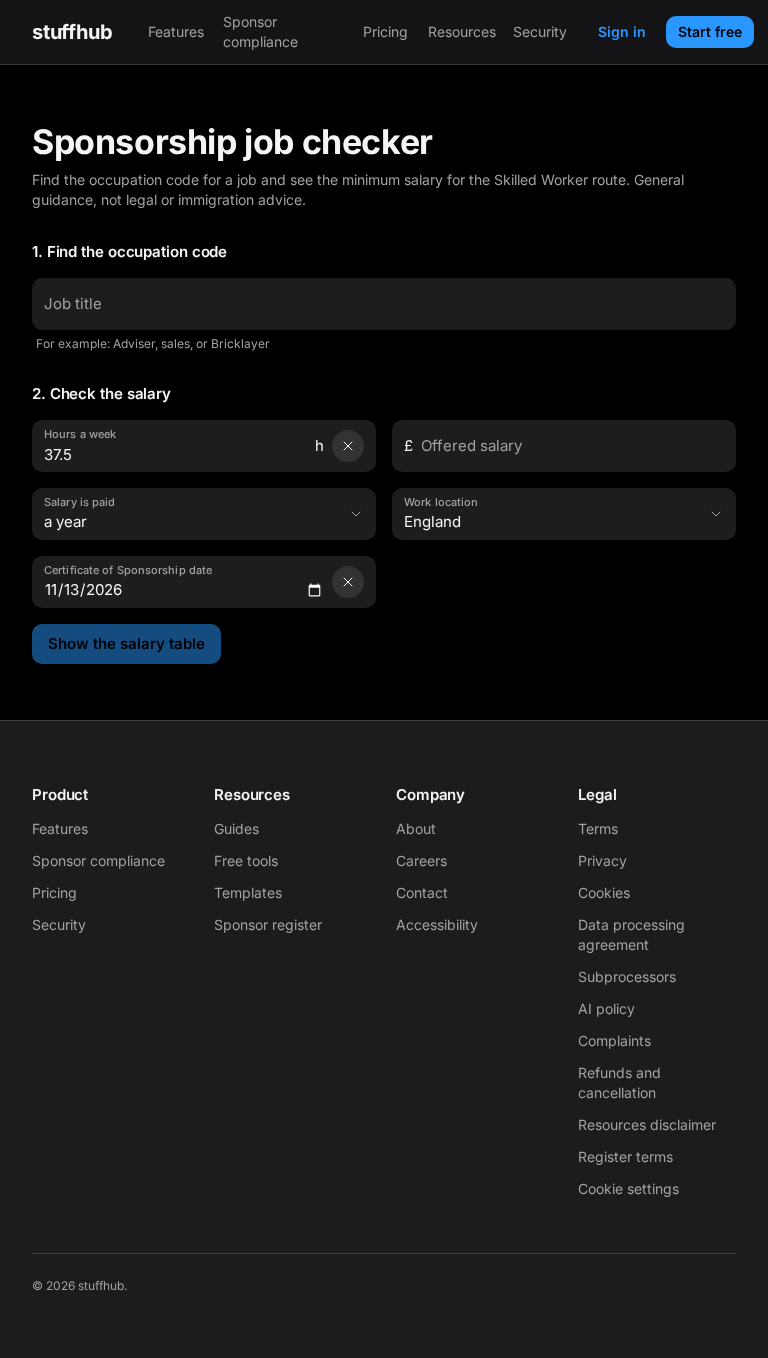 stuffhub
Features
Sponsor
compliance
Pricing
Resources
Security
Sign in
Start free
Sponsorship job checker
Find the occupation code for a job and see the minimum salary for the Skilled Worker route. General
guidance, not legal or immigration advice.
1. Find the occupation code
Job title
For example: Adviser, sales, or Bricklayer
2. Check the salary
Hours a week
37.5
h
£ Offered salary
Salary is paid
a year
Work location
England
Certificate of Sponsorship date
11/13/2026
Show the salary table
Product
Features
Sponsor compliance
Pricing
Security
Resources
Guides
Free tools
Templates
Sponsor register
Company
About
Careers
Contact
Accessibility
Legal
Terms
Privacy
Cookies
Data processing
agreement
Subprocessors
AI policy
Complaints
Refunds and
cancellation
Resources disclaimer
Register terms
Cookie settings
© 2026 stuffhub.